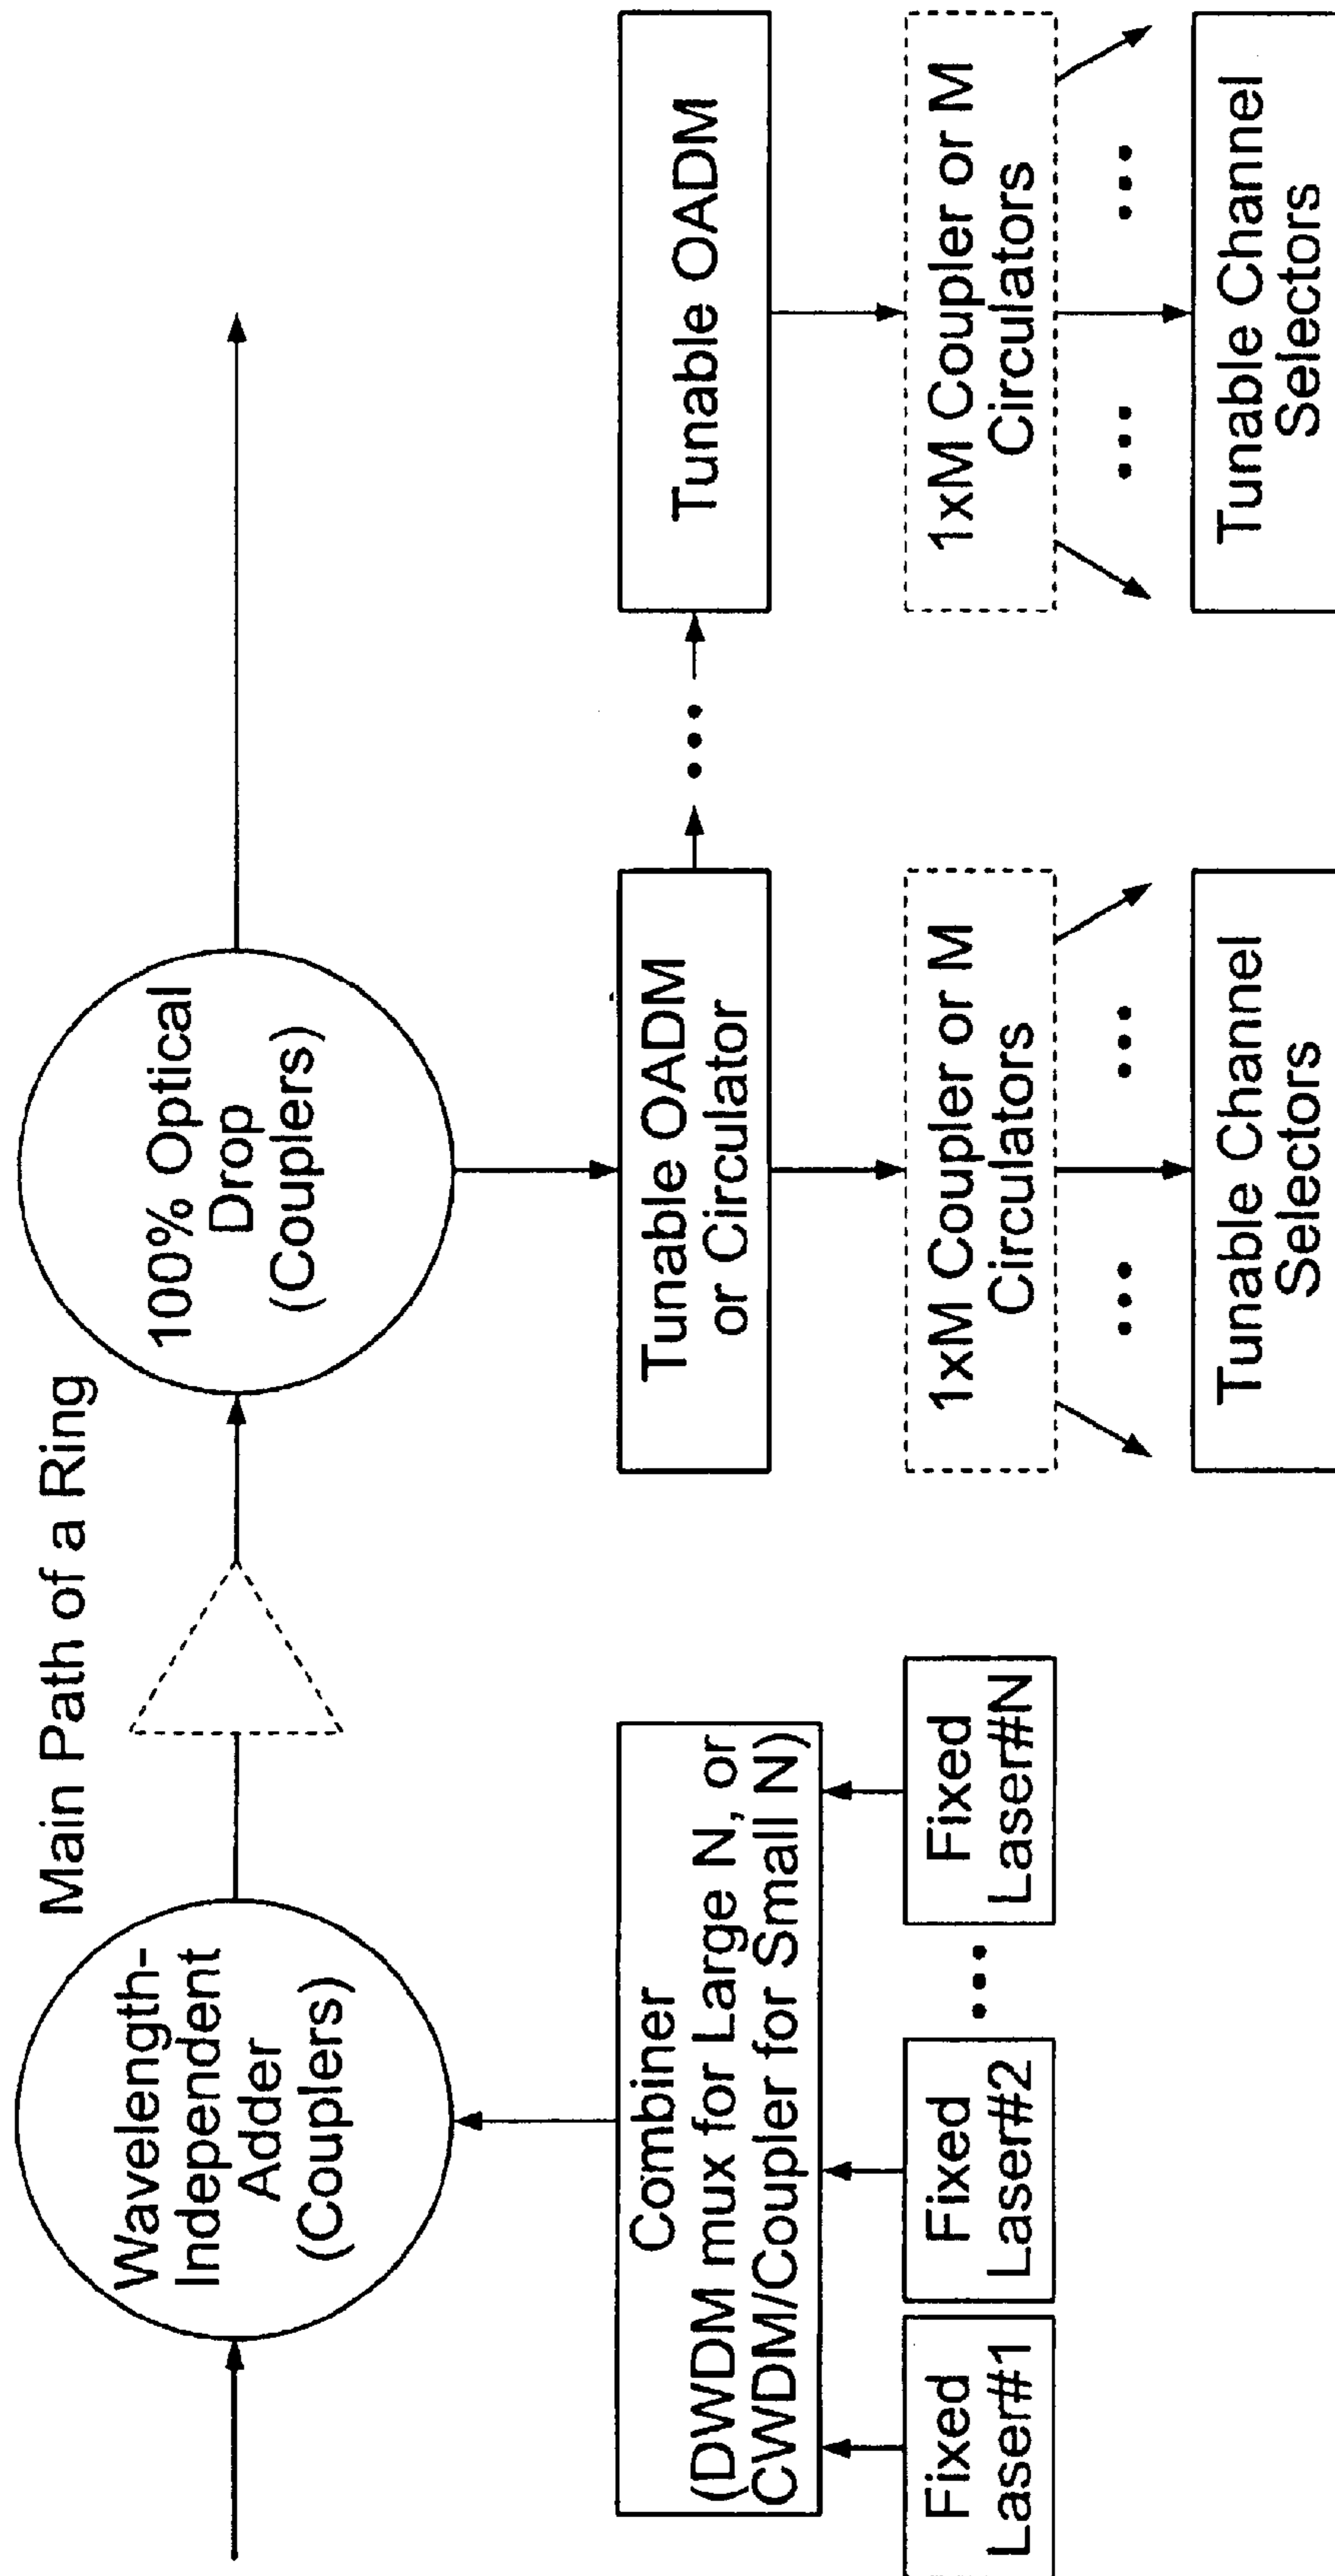 Main Path of a Ring
Wavelength-
Independent
Adder
(Couplers)
100% Optical
Drop
(Couplers)
Combiner
(DWDM mux for Large N, or
CWDM/Coupler for Small N)
Fixed
Laser#1
Fixed
Laser#2
...
Fixed
Laser#N
Tunable OADM
or Circulator
...
Tunable OADM
1xM Coupler or M
Circulators
... ...
Tunable Channel
Selectors
1xM Coupler or M
Circulators
... ...
Tunable Channel
Selectors